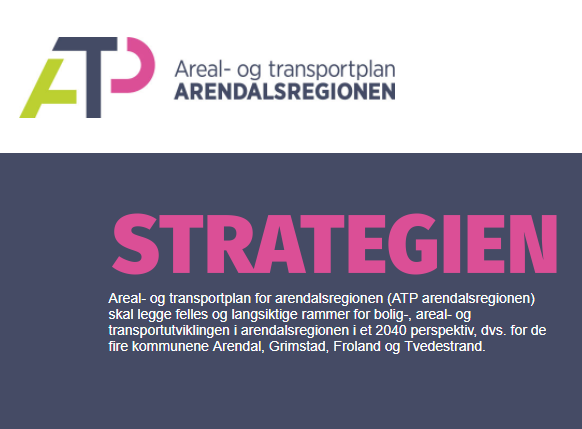 ATP
Areal- og transportplan
ARENDALSREGIONEN
STRATEGIEN
Areal- og transportplan for arendalsregionen (ATP arendalsregionen)
skal legge felles og langsiktige rammer for bolig-, areal- og
transportutviklingen i arendalsregionen i et 2040 perspektiv, dvs. for de
fire kommunene Arendal, Grimstad, Froland og Tvedestrand.